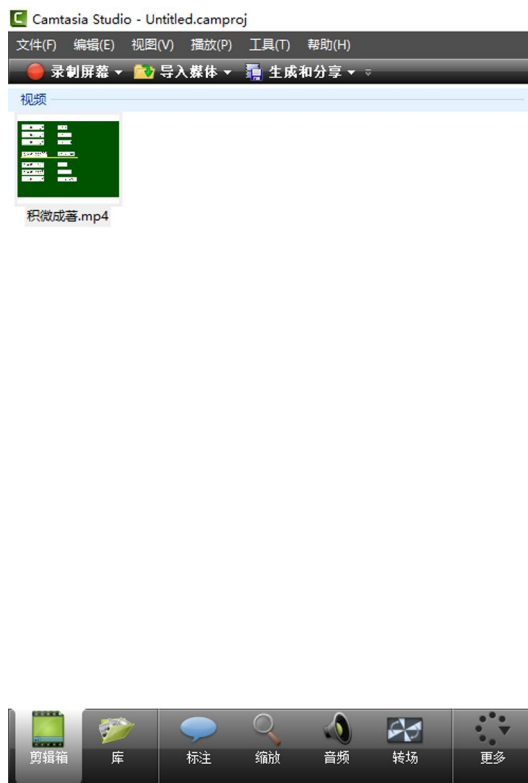 Camtasia Studio - Untitled.camproj
文件(F) 编辑(E) 视图(V) 播放(P) 工具(T) 帮助(H)
录制屏幕 导入媒体 生成和分享
视频
积微成著.mp4
剪辑箱 库 标注 缩放 音频 转场 更多